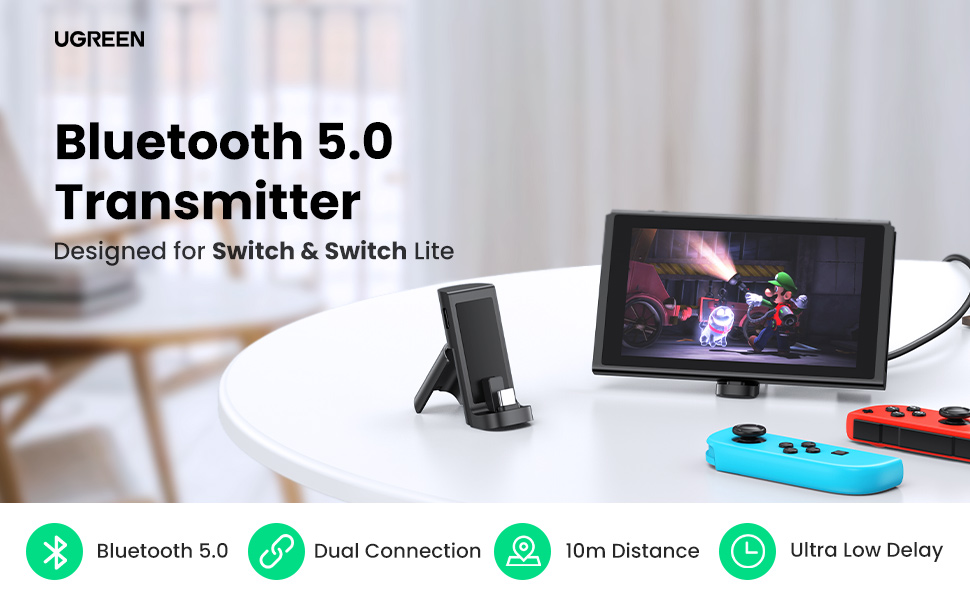 UGREEN
Bluetooth 5.0
Transmitter
Designed for Switch & Switch Lite
Bluetooth 5.0
Dual Connection
10m Distance
Ultra Low Delay